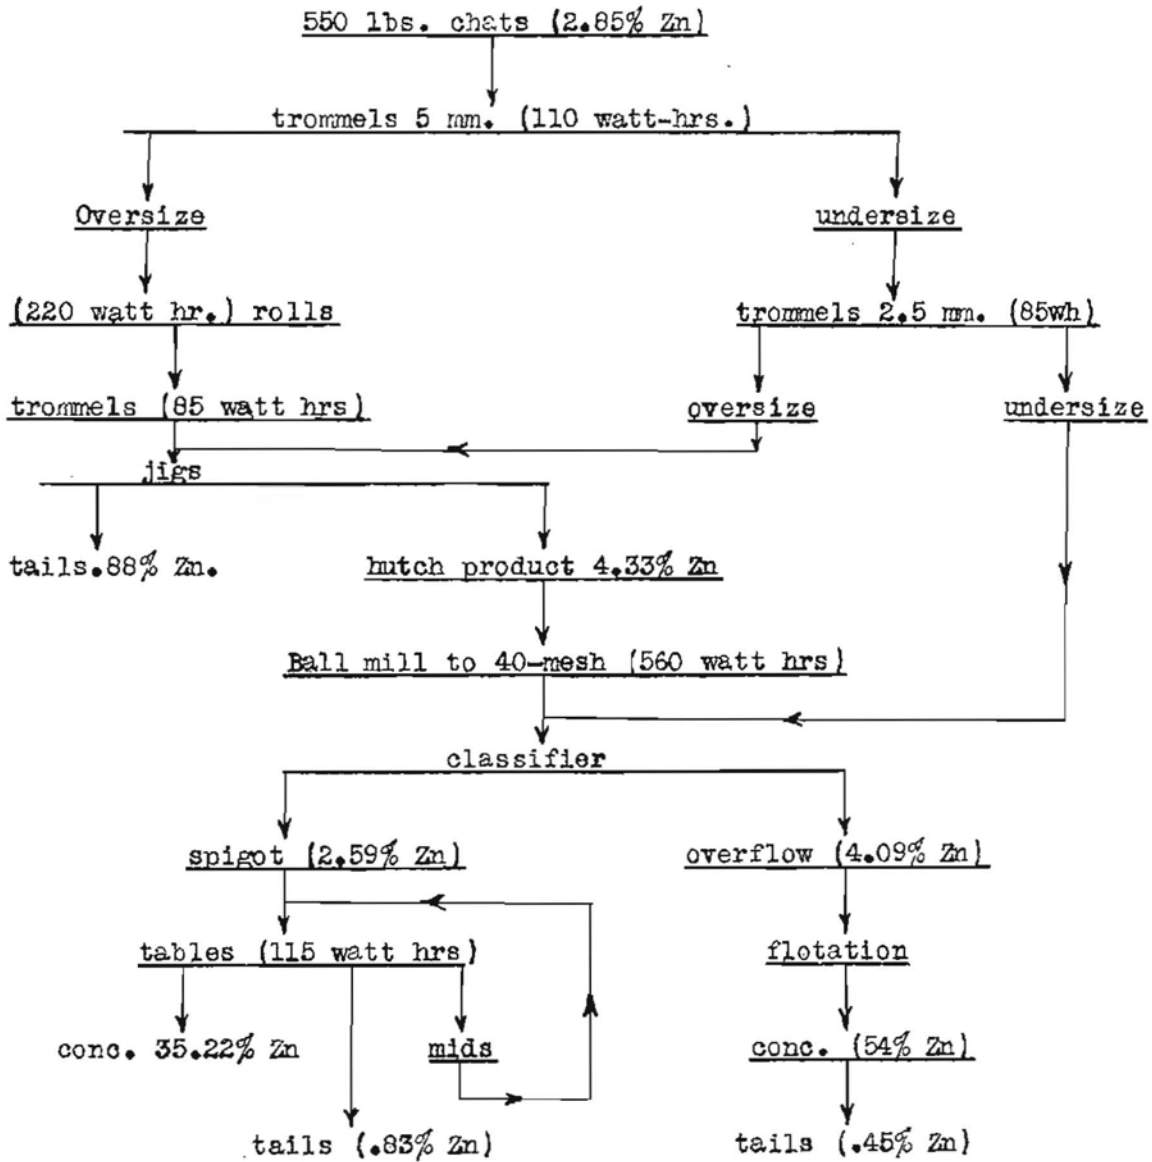 550 lbs. chats (2.85% Zn)
trommels 5 mm. (110 watt-hrs.)
Oversize
undersize
(220 watt hr.) rolls
trommels 2.5 mm. (85wh)
trommels (85 watt hrs)
oversize
undersize
jigs
tails.88% Zn.
hutch product 4.33% Zn
Ball mill to 40-mesh (560 watt hrs)
classifier
spigot (2.59% Zn)
overflow (4.09% Zn)
tables (115 watt hrs)
flotation
conc. 35.22% Zn
mids
conc. (54% Zn)
tails (.83% Zn)
tails (.45% Zn)